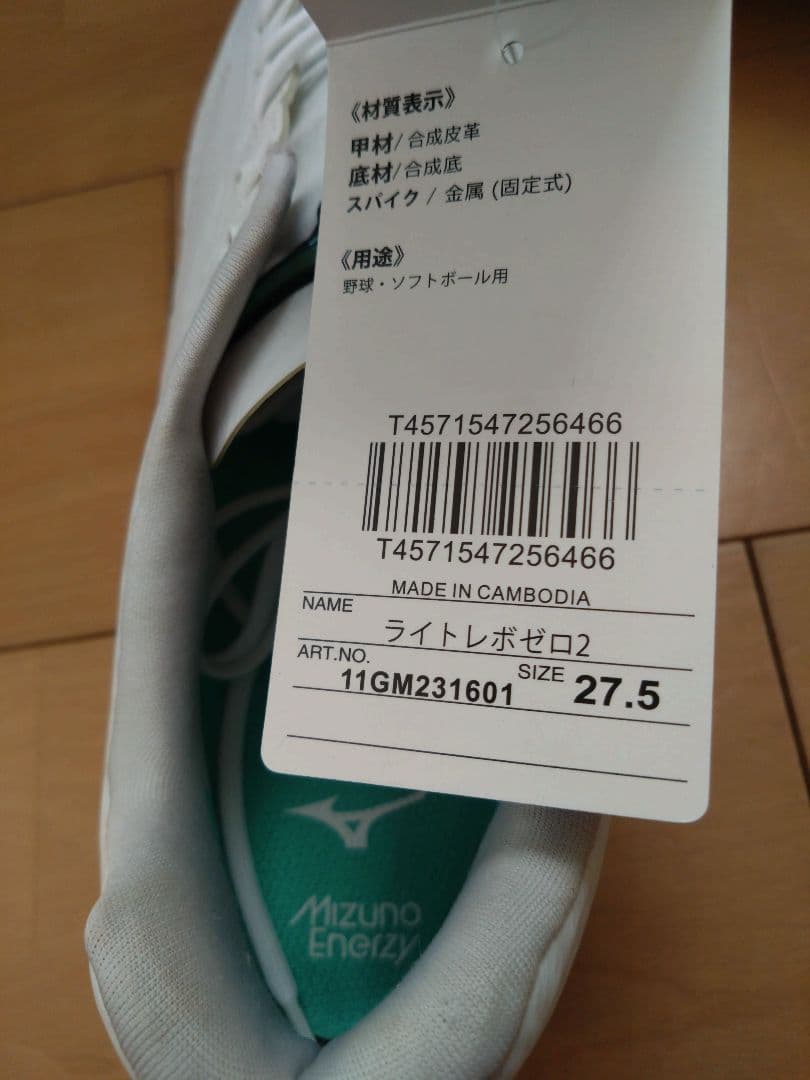 《材質表示》
甲材/合成皮革
底材/合成底
スパイク / 金属 (固定式)
《用途》
野球・ソフトボール用
T4571547256466
T4571547256466
MADE IN CAMBODIA
NAME
ライトレボゼロ2
ART.NO.
11GM231601
SIZE 27.5
MIZUNO
Enerzy